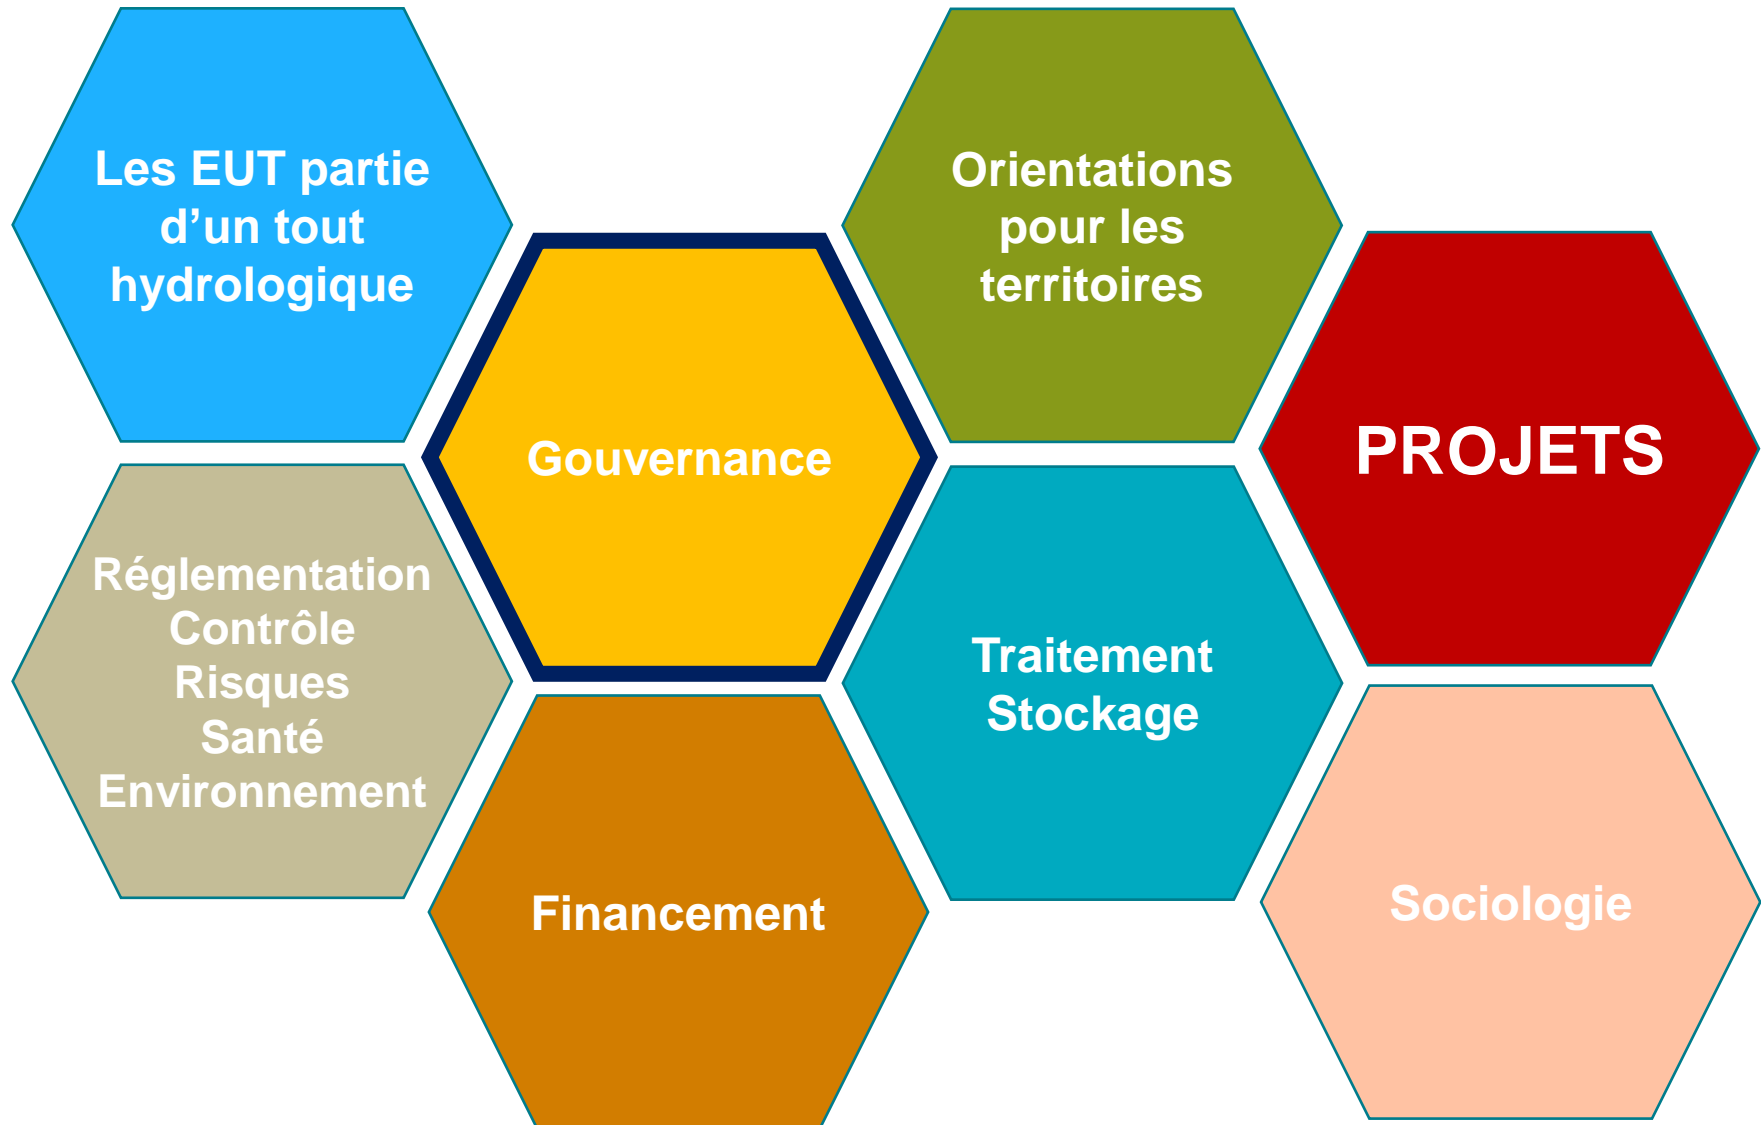 Les EUT partie
d’un tout
hydrologique
Orientations
pour les
territoires
Gouvernance
PROJETS
Réglementation
Contrôle
Risques
Santé
Environnement
Traitement
Stockage
Financement
Sociologie